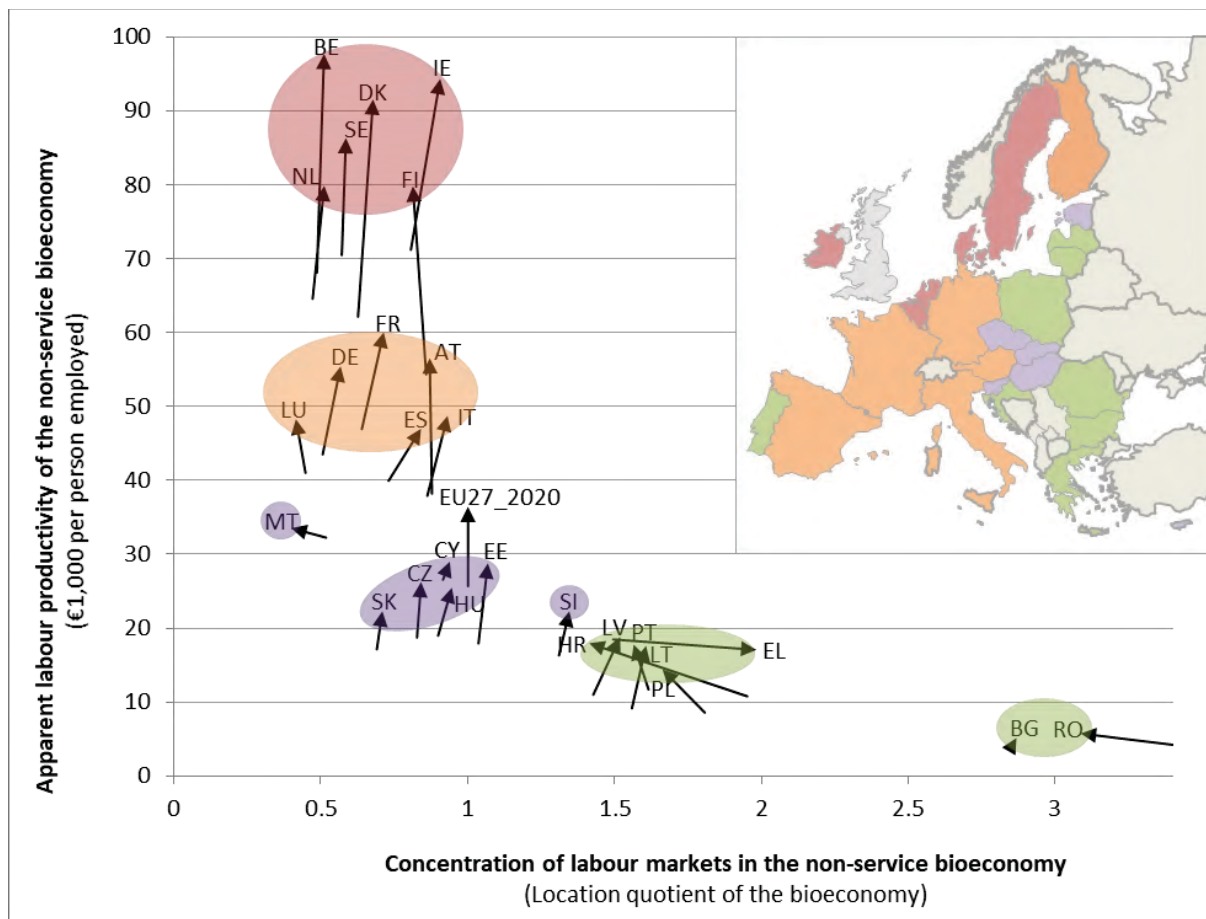 Apparent labour productivity of the non-service bioeconomy
(€1,000 per person employed)
100
90
80
70
60
50
40
30
20
10
0
BE
IE
DK
SE
NL
FI
FR
DE
AT
LU
ES
IT
EU27_2020
MT
CY
EE
CZ
SK
HU
SI
LV
PT
HR
LT
EL
PL
BG
RO
0
0.5
1
1.5
2
2.5
3
Concentration of labour markets in the non-service bioeconomy
(Location quotient of the bioeconomy)